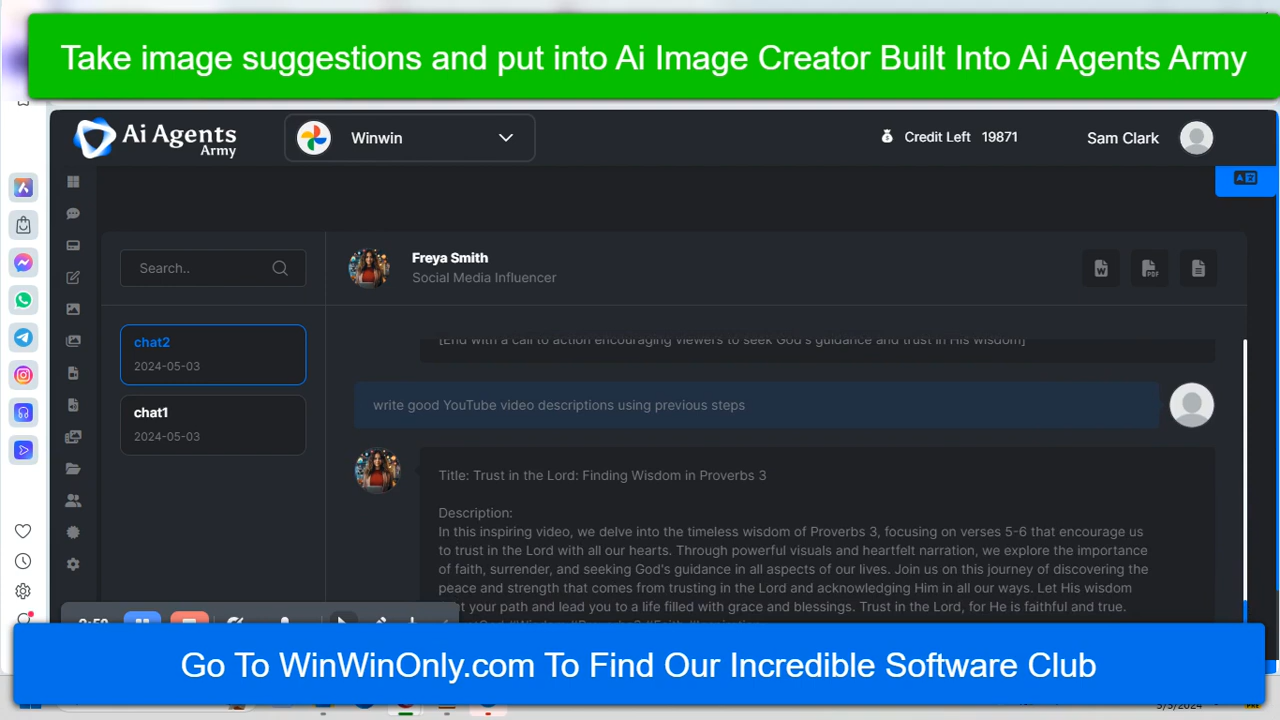 Take image suggestions and put into Ai Image Creator Built Into Ai Agents Army
Ai Agents
Army
Winwin
Credit Left 19871
Sam Clark
Search..
Freya Smith
Social Media Influencer
chat2
2024-05-03
chat1
2024-05-03
[End with a call to action encouraging viewers to seek God's guidance and trust in His wisdom]
write good YouTube video descriptions using previous steps
Title: Trust in the Lord: Finding Wisdom in Proverbs 3
Description:
In this inspiring video, we delve into the timeless wisdom of Proverbs 3, focusing on verses 5-6 that encourage us
to trust in the Lord with all our hearts. Through powerful visuals and heartfelt narration, we explore the importance
of faith, surrender, and seeking God's guidance in all aspects of our lives. Join us on this journey of discovering the
peace and strength that comes from trusting the Lord and acknowledging Him in all our ways. Let His wisdom
your path and lead you to a life filled with grace and blessings. Trust in the Lord, for He is faithful and true.
Go To WinWinOnly.com To Find Our Incredible Software Club